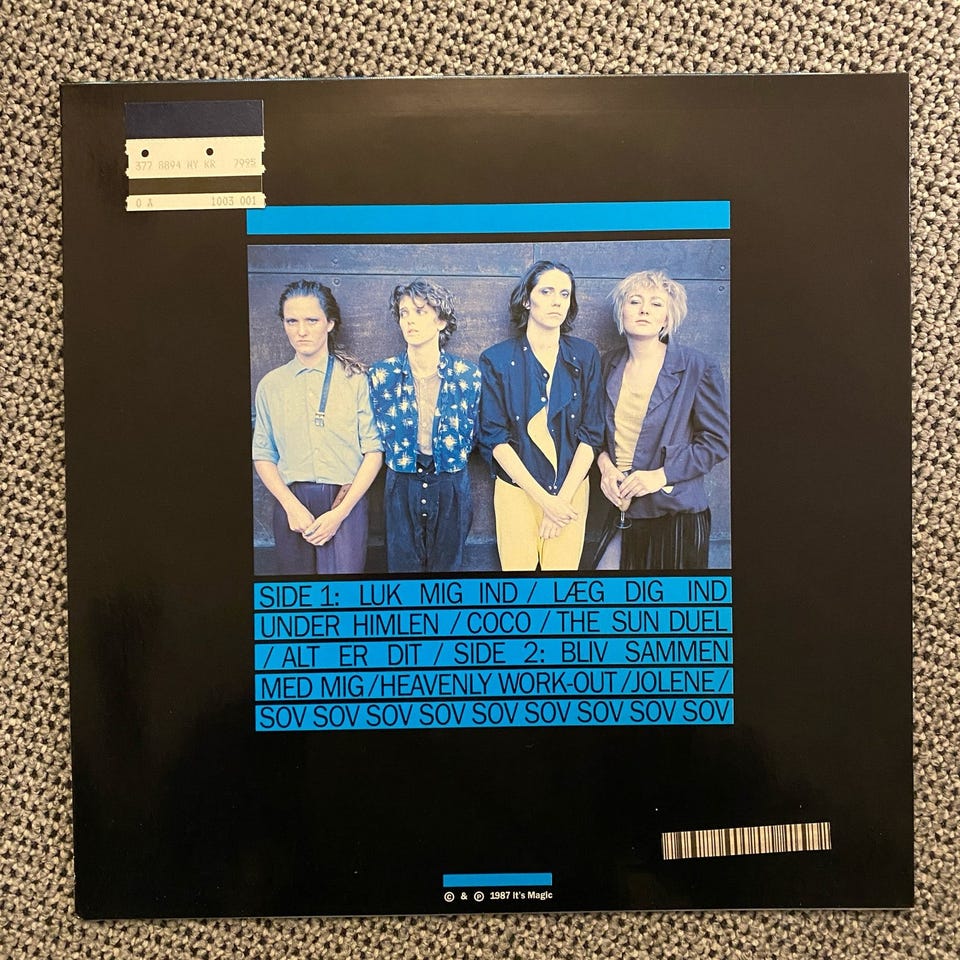 377 8894 NY KR 7995
0 A 1003 001
SIDE 1: LUK MIG IND / LÆG DIG IND
UNDER HIMLEN / COCO / THE SUN DUEL
/ ALT ER DIT / SIDE 2: BLIV SAMMEN
MED MIG / HEAVENLY WORK-OUT / JOLENE /
SOV SOV SOV SOV SOV SOV SOV SOV SOV
© & ℗ 1987 It's Magic